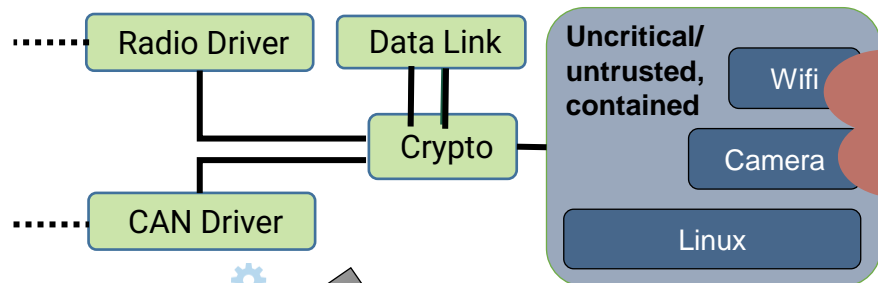 Radio Driver
Data Link
Uncritical/
untrusted,
contained
Wifi
Crypto
Camera
CAN Driver
Linux